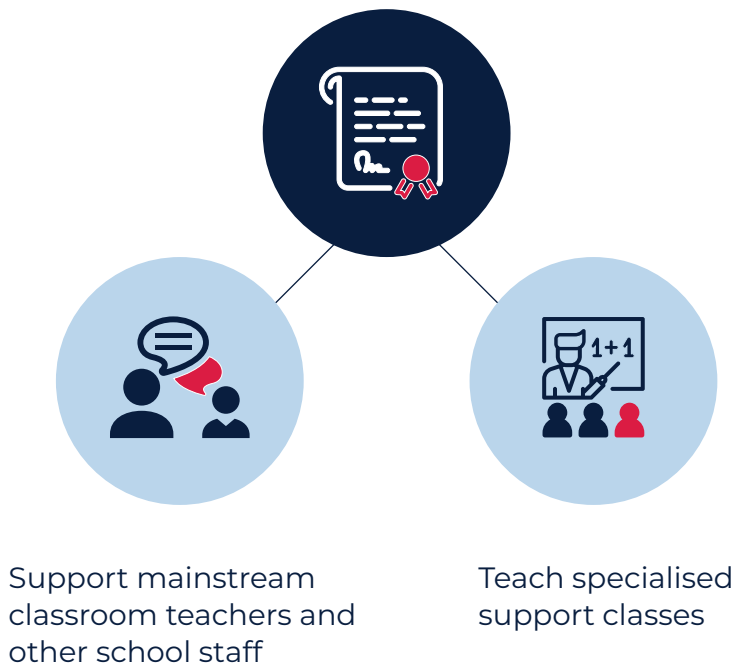 1+1
Support mainstream
classroom teachers and
other school staff
Teach specialised
support classes